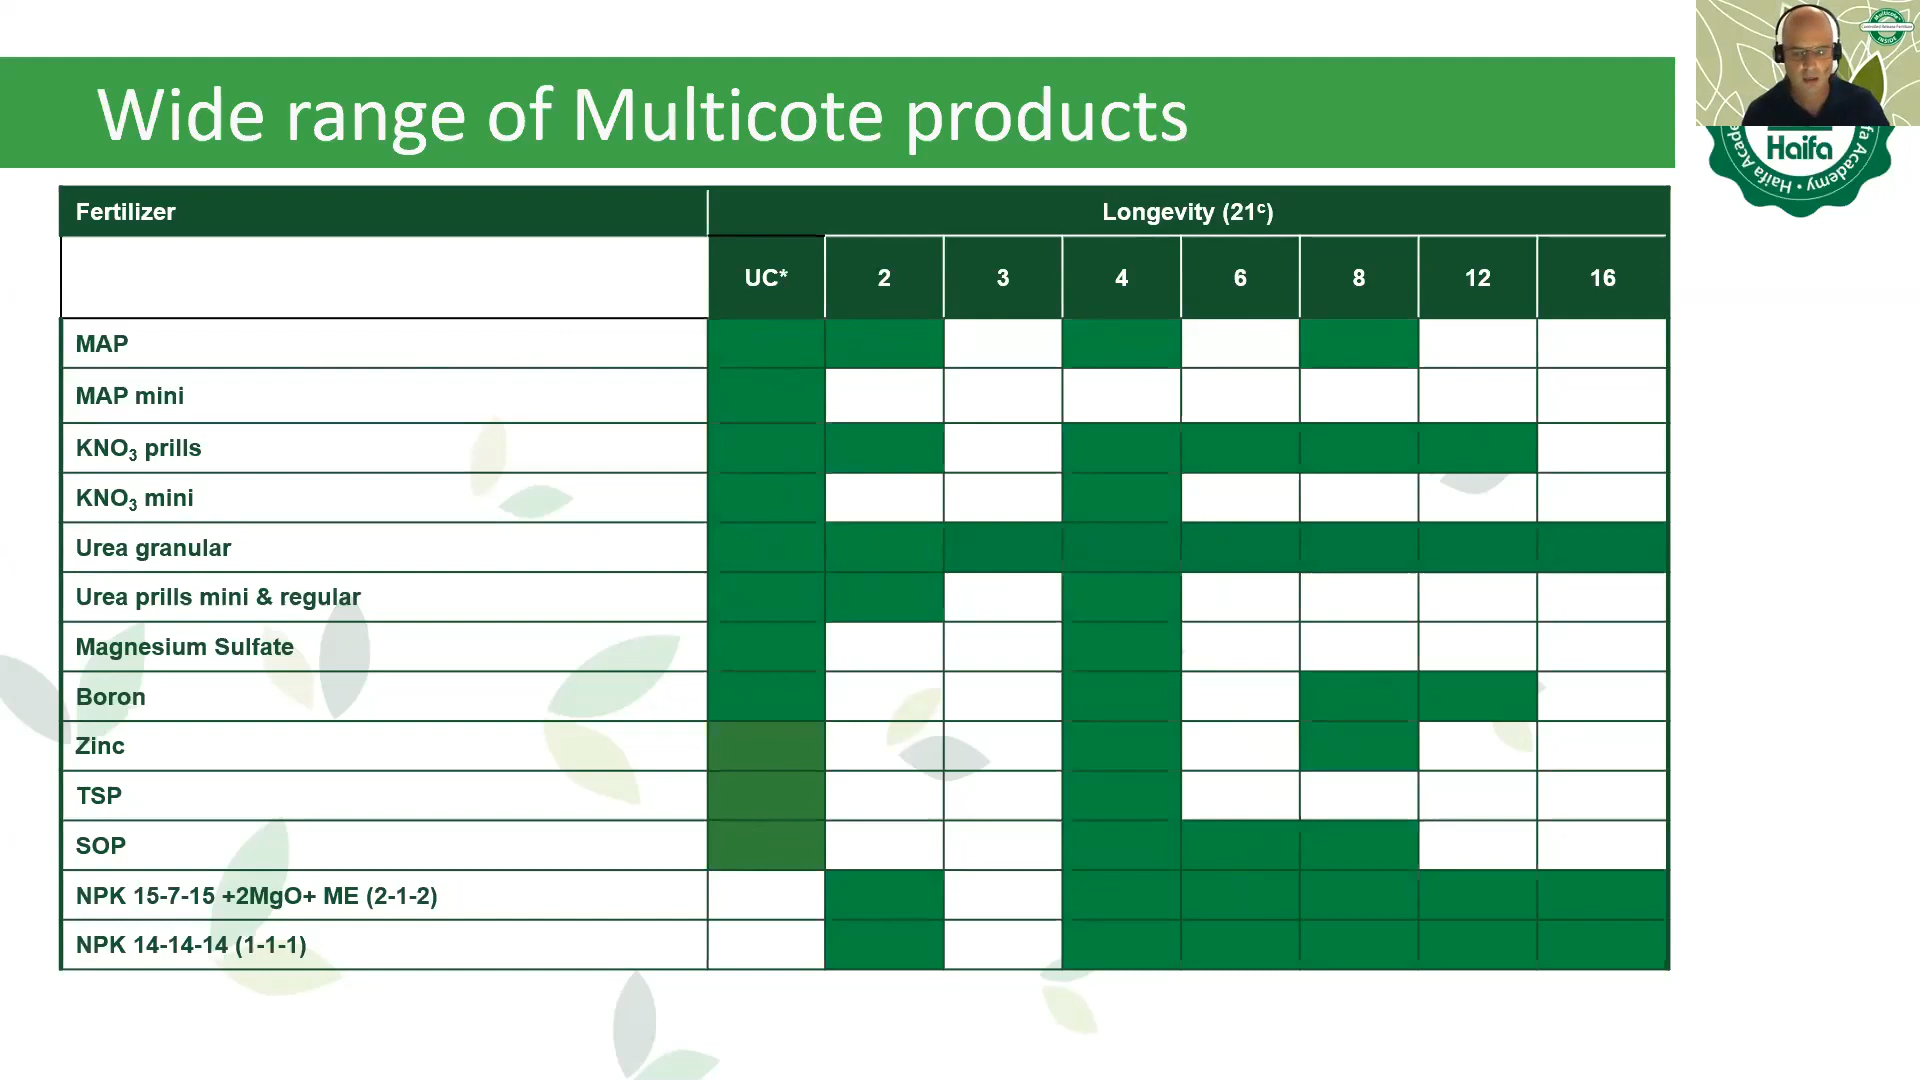 Wide range of Multicote products
Haifa
Haifa Academy
Fertilizer
Longevity (21ᶜ)
UC*
2
3
4
6
8
12
16
MAP
MAP mini
KNO₃ prills
KNO₃ mini
Urea granular
Urea prills mini & regular
Magnesium Sulfate
Boron
Zinc
TSP
SOP
NPK 15-7-15 +2MgO+ ME (2-1-2)
NPK 14-14-14 (1-1-1)